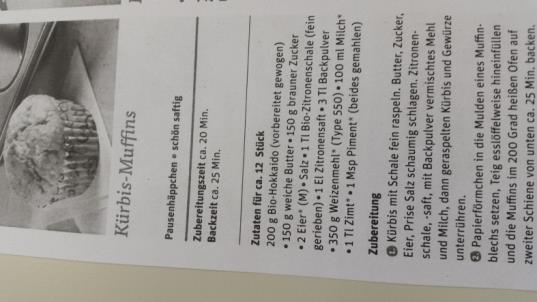 Kürbis-Muffins
Pausenhäppchen • schön saftig
Zubereitungszeit ca. 20 Min.
Backzeit ca. 25 Min.
Zutaten für ca. 12 Stück
200 g Bio-Hokkaido (vorbereitet gewogen)
• 150 g weiche Butter • 150 g brauner Zucker
• 2 Eier* (M) • Salz • 1 Tl Bio-Zitronenschale (fein
gerieben) • 1 El Zitronensaft • 3 Tl Backpulver
• 350 g Weizenmehl* (Type 550) • 100 ml Milch*
• 1 Tl Zimt* • 1 Msp Piment* (beides gemahlen)
Zubereitung
1 Kürbis mit Schale fein raspeln. Butter, Zucker,
Eier, Prise Salz schaumig schlagen. Zitronen-
schale, -saft, mit Backpulver vermischtes Mehl
und Milch, dann geraspelten Kürbis und Gewürze
unterrühren.
2 Papierförmchen in die Mulden eines Muffin-
blechs setzen, Teig esslöffelweise hineinfüllen
und die Muffins im 200 Grad heißen Ofen auf
zweiter Schiene von unten ca. 25 Min. backen.